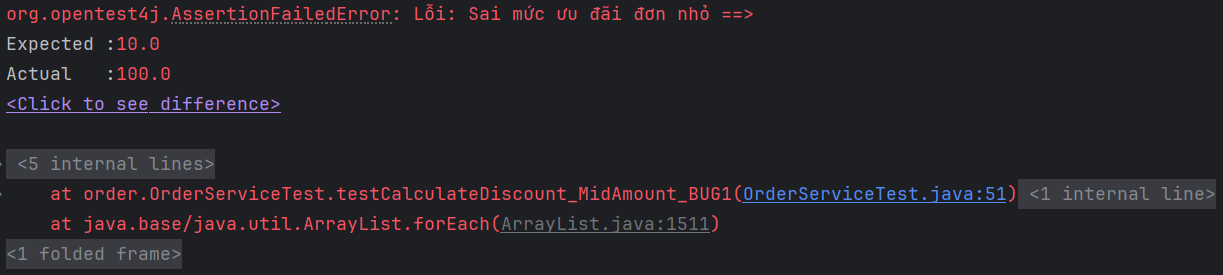 org.opentest4j.AssertionFailedError: Lỗi: Sai mức ưu đãi đơn nhỏ ==>
Expected :10.0
Actual   :100.0
<Click to see difference>
<5 internal lines>
at order.OrderServiceTest.testCalculateDiscount_MidAmount_BUG1(OrderServiceTest.java:51) <1 internal line>
at java.base/java.util.ArrayList.forEach(ArrayList.java:1511)
<1 folded frame>